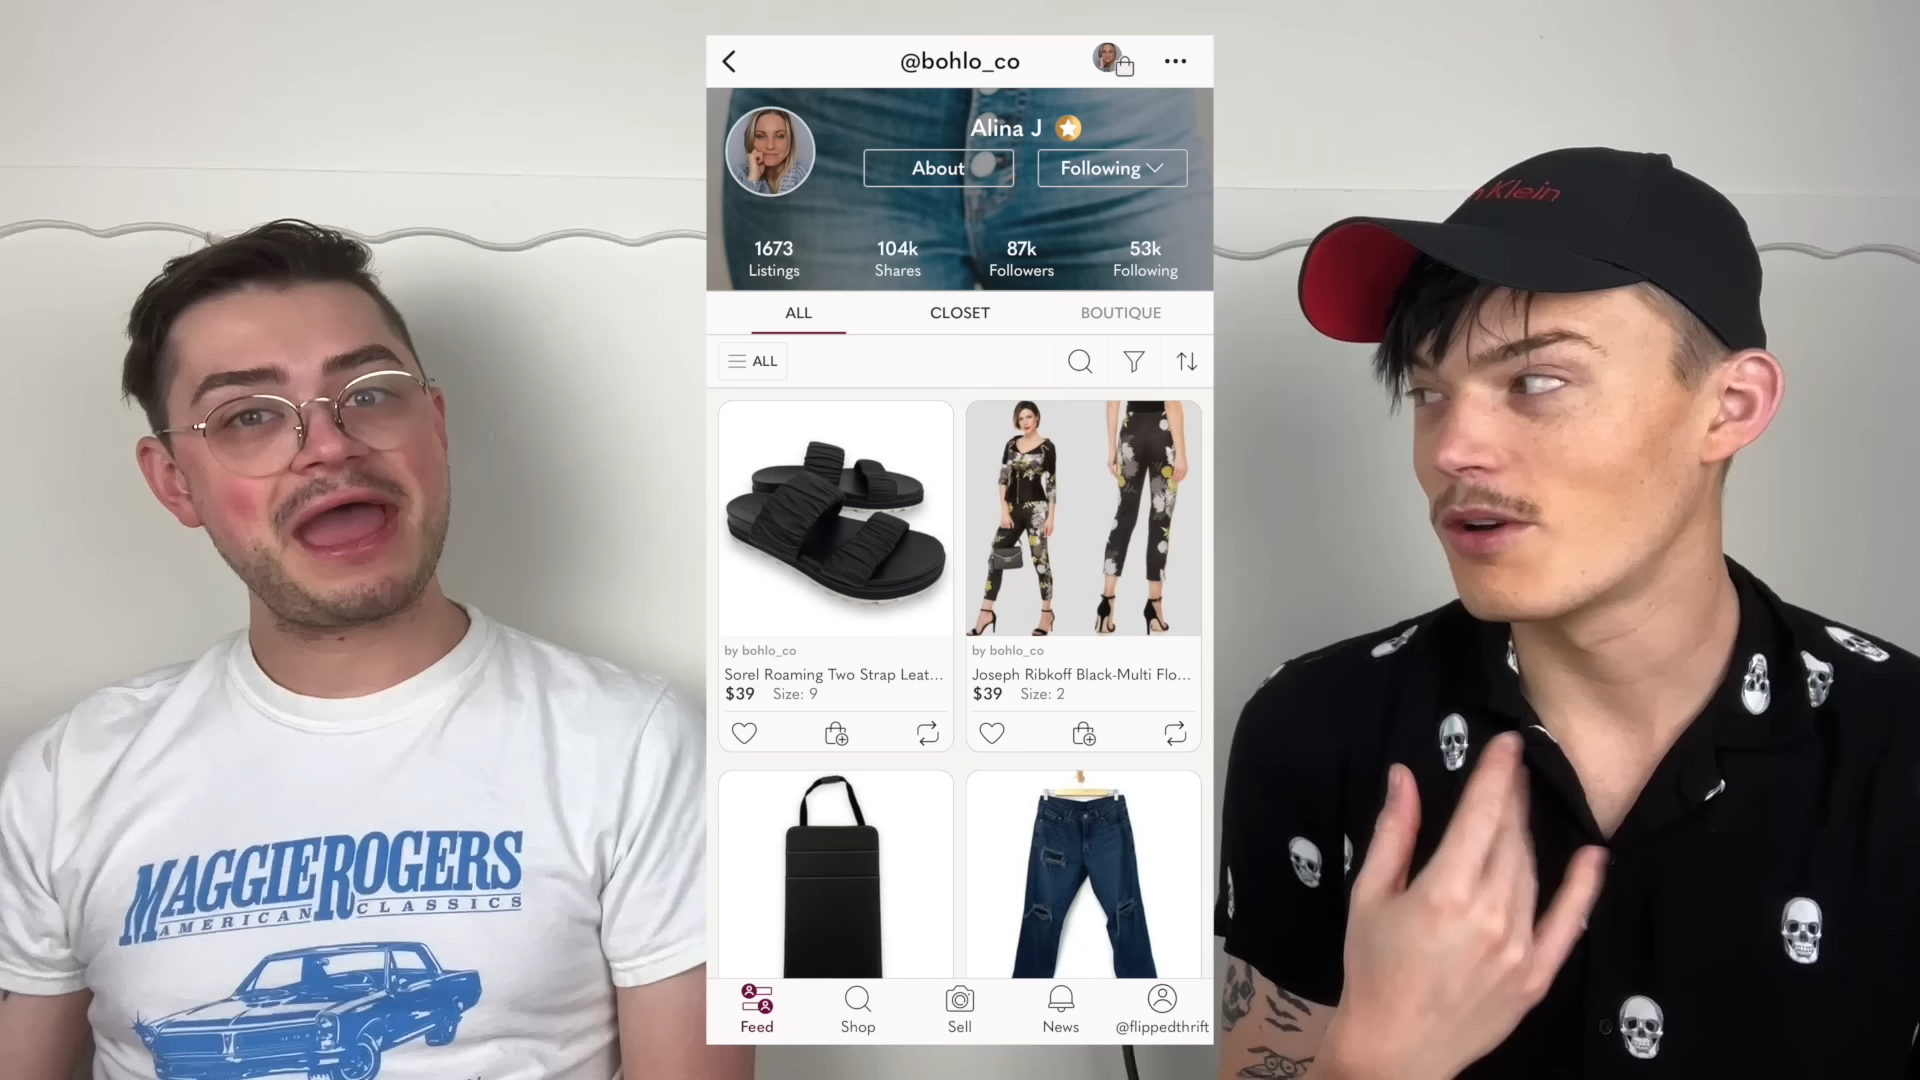 @bohlo_co
Alina J
About
Following
1673
104k
87k
53k
Listings
Shares
Followers
Following
ALL
CLOSET
BOUTIQUE
ALL
by bohlo_co
Sorel Roaming Two Strap Leat...
$39 Size: 9
by bohlo_co
Joseph Ribkoff Black-Multi Flo...
$39 Size: 2
Feed
Shop
Sell
News
@flippedthrift
Klein
MAGGIE ROGERS
AMERICAN CLASSICS